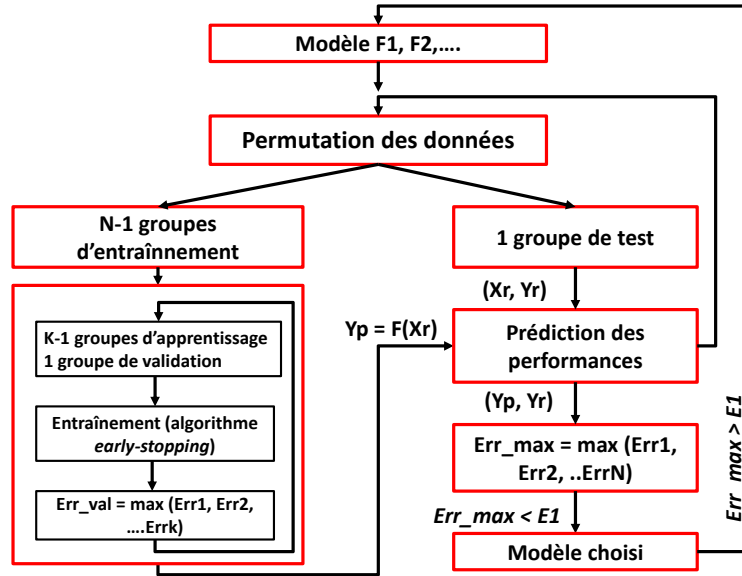 Modèle F1, F2,….
Permutation des données
N-1 groupes
d’entraînnement
1 groupe de test
(Xr, Yr)
K-1 groupes d’apprentissage
1 groupe de validation
Yp = F(Xr)
Prédiction des
performances
Entraînement (algorithme
early-stopping)
(Yp, Yr)
Err_val = max (Err1, Err2,
….Errk)
Err_max = max (Err1,
Err2, ..ErrN)
Err_max < E1
Modèle choisi
Err_max > E1